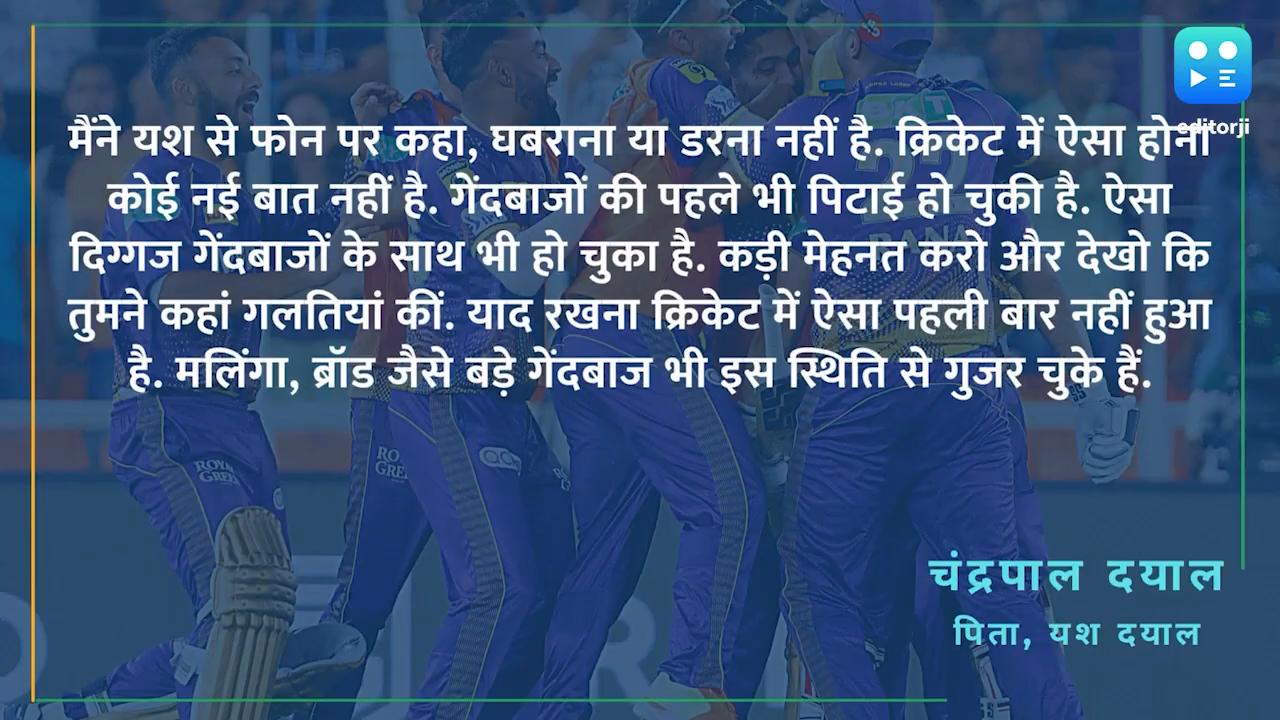 editorji
मैंने यश से फोन पर कहा, घबराना या डरना नहीं है. क्रिकेट में ऐसा होना
कोई नई बात नहीं है. गेंदबाजों की पहले भी पिटाई हो चुकी है. ऐसा
दिग्गज गेंदबाजों के साथ भी हो चुका है. कड़ी मेहनत करो और देखो कि
तुमने कहां गलतियां कीं. याद रखना क्रिकेट में ऐसा पहली बार नहीं हुआ
है. मलिंगा, ब्रॉड जैसे बड़े गेंदबाज भी इस स्थिति से गुजर चुके हैं.
चंद्रपाल दयाल
पिता, यश दयाल